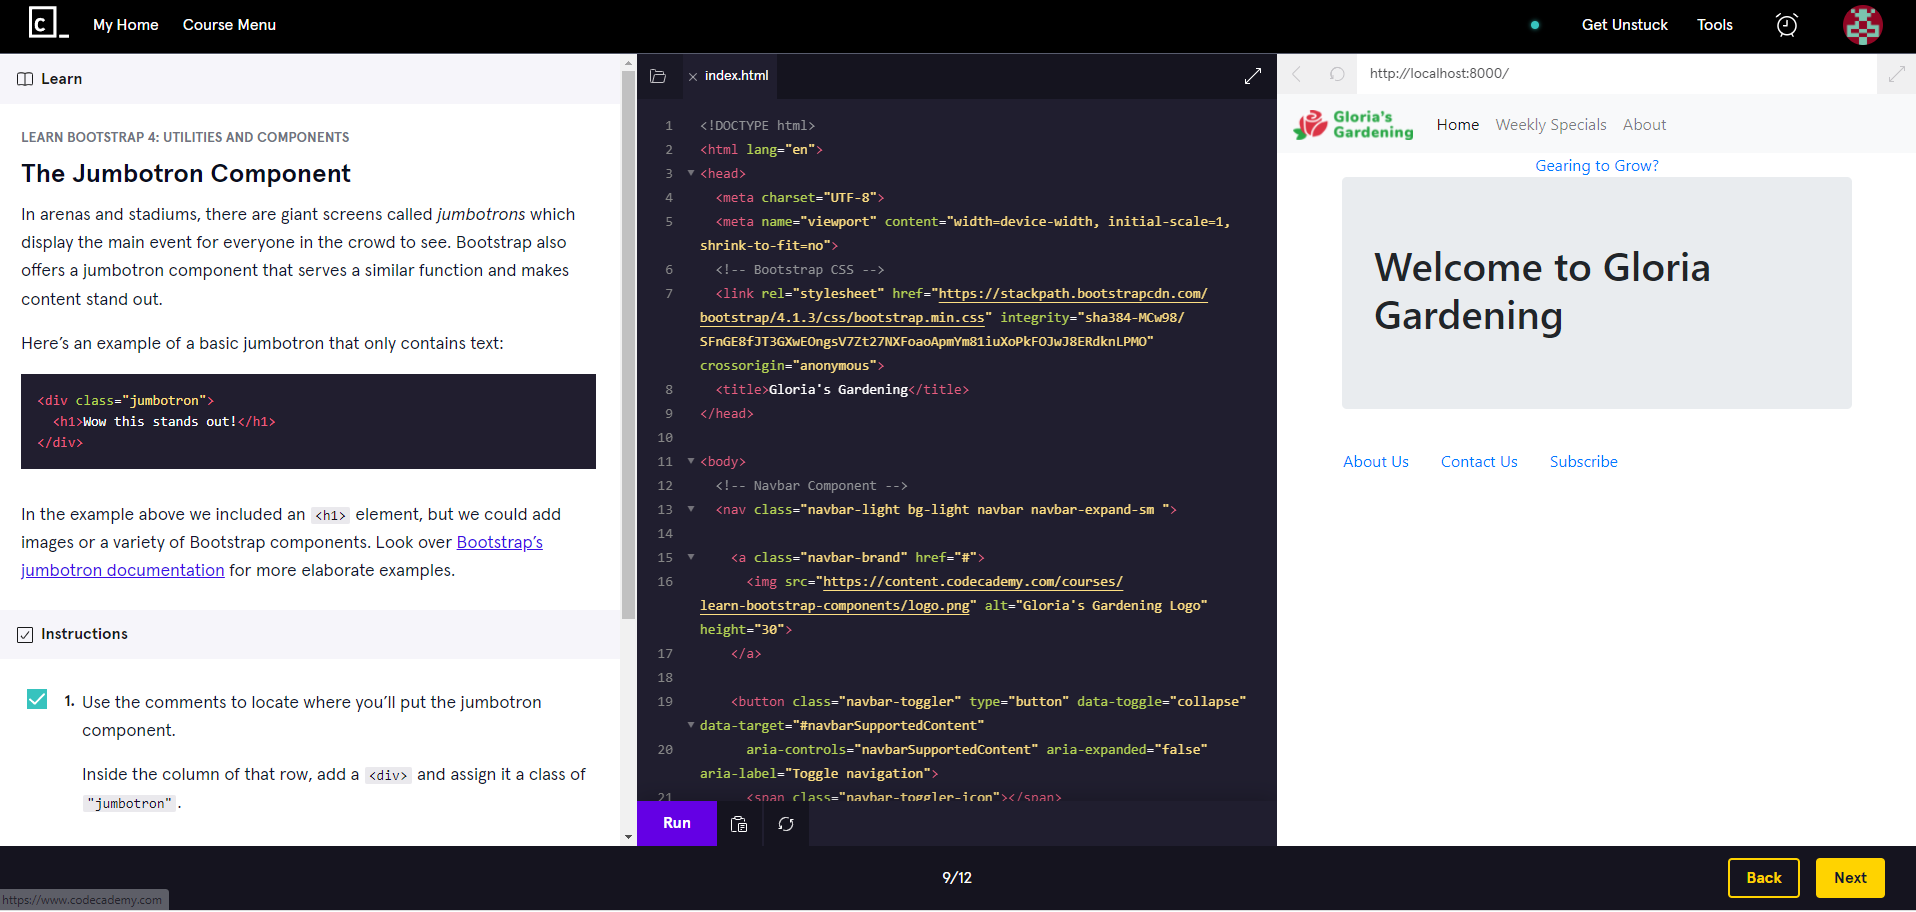 My Home
Course Menu
Get Unstuck
Tools
Learn
LEARN BOOTSTRAP 4: UTILITIES AND COMPONENTS
The Jumbotron Component
In arenas and stadiums, there are giant screens called jumbotrons which
display the main event for everyone in the crowd to see. Bootstrap also
offers a jumbotron component that serves a similar function and makes
content stand out.
Here’s an example of a basic jumbotron that only contains text:
<div class="jumbotron">
<h1>Wow this stands out!</h1>
</div>
In the example above we included an <h1> element, but we could add
images or a variety of Bootstrap components. Look over Bootstrap’s
jumbotron documentation for more elaborate examples.
Instructions
1. Use the comments to locate where you’ll put the jumbotron
component.
Inside the column of that row, add a <div> and assign it a class of
"jumbotron".
index.html
1 <!DOCTYPE html>
2 <html lang="en">
3 <head>
4 <meta charset="UTF-8">
5 <meta name="viewport" content="width=device-width, initial-scale=1,
shrink-to-fit=no">
6 <!-- Bootstrap CSS -->
7 <link rel="stylesheet" href="https://stackpath.bootstrapcdn.com/
bootstrap/4.1.3/css/bootstrap.min.css" integrity="sha384-MCw98/
SFnGE8fJT3GXwEOngsV7Zt27NXFoaoApmYm81iuXoPkFOJwJ8ERdknLPMO"
crossorigin="anonymous">
8 <title>Gloria's Gardening</title>
9 </head>
10
11 <body>
12 <!-- Navbar Component -->
13 <nav class="navbar-light bg-light navbar navbar-expand-sm ">
14
15 <a class="navbar-brand" href="#">
16 <img src="https://content.codecademy.com/courses/
learn-bootstrap-components/logo.png" alt="Gloria's Gardening Logo"
height="30">
17 </a>
18
19 <button class="navbar-toggler" type="button" data-toggle="collapse"
data-target="#navbarSupportedContent"
20 aria-controls="navbarSupportedContent" aria-expanded="false"
aria-label="Toggle navigation">
21 <span class="navbar-toggler-icon"></span>
Run
http://localhost:8000/
Gloria's
Gardening
Home
Weekly Specials
About
Gearing to Grow?
Welcome to Gloria
Gardening
About Us
Contact Us
Subscribe
9/12
Back
Next
https://www.codecademy.com